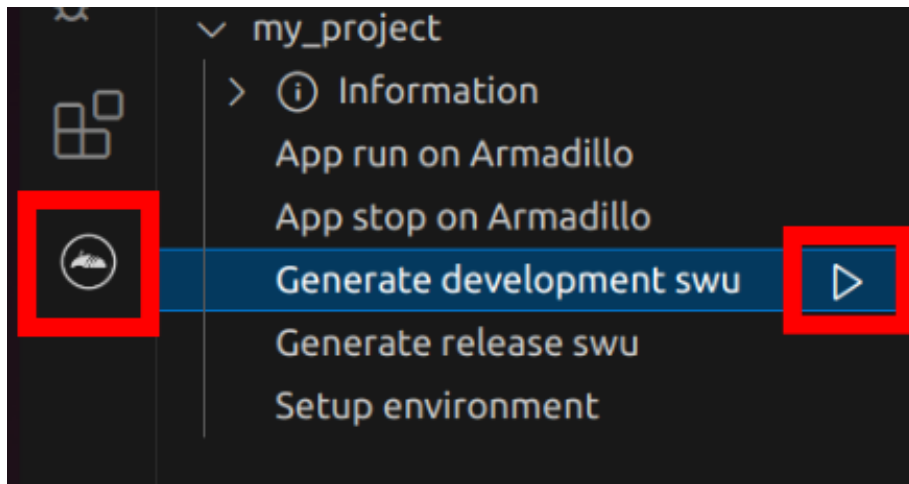 my_project
Information
App run on Armadillo
App stop on Armadillo
Generate development swu
Generate release swu
Setup environment